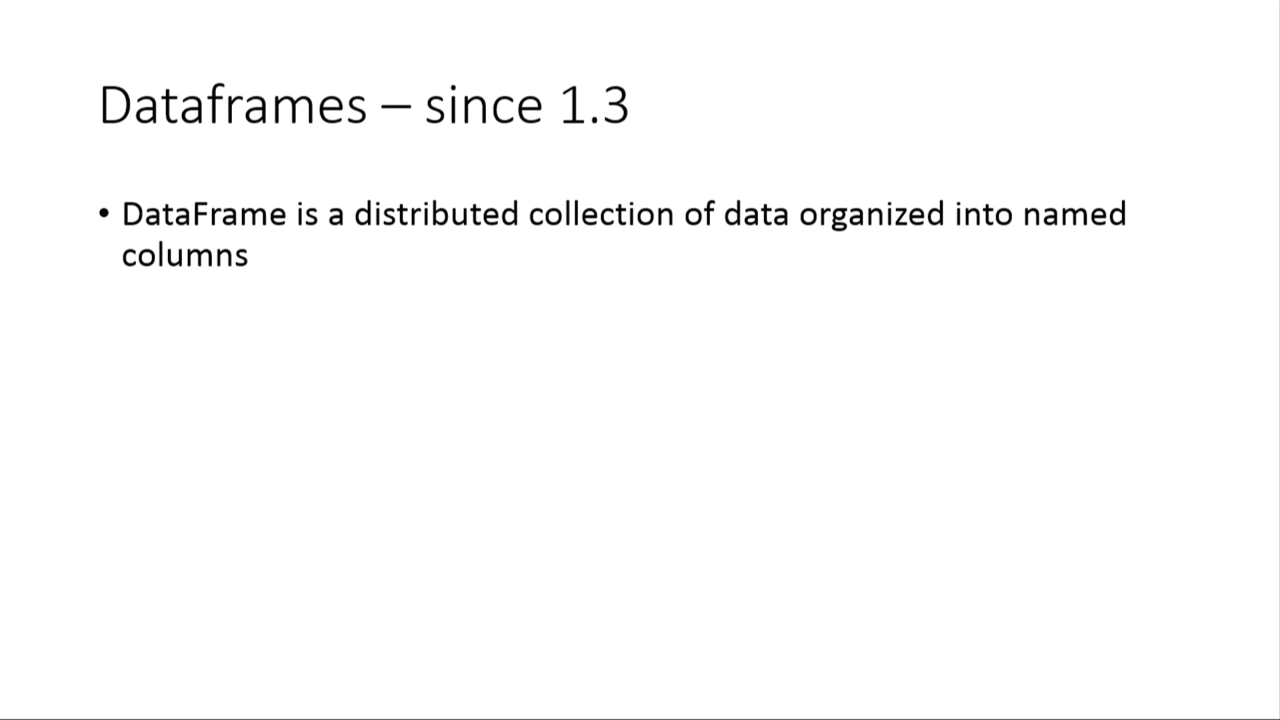 Dataframes – since 1.3
• DataFrame is a distributed collection of data organized into named
columns